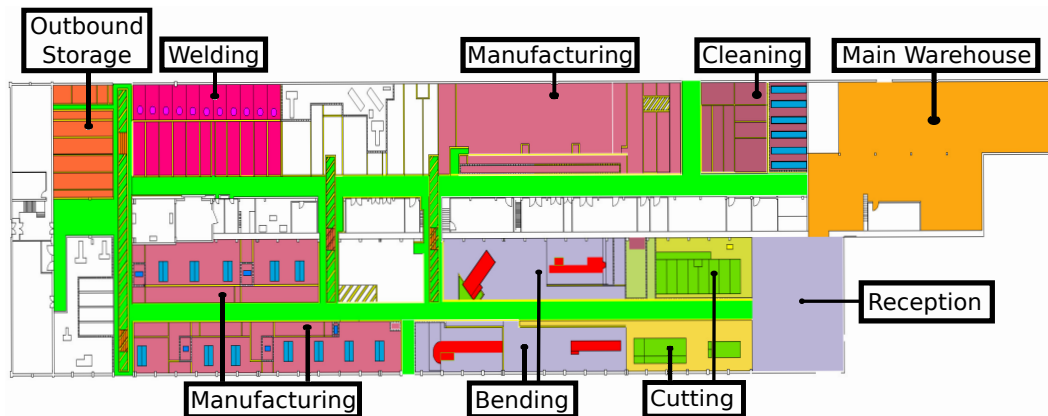 Outbound
Storage
Welding
Manufacturing
Cleaning
Main Warehouse
Reception
Manufacturing
Bending
Cutting